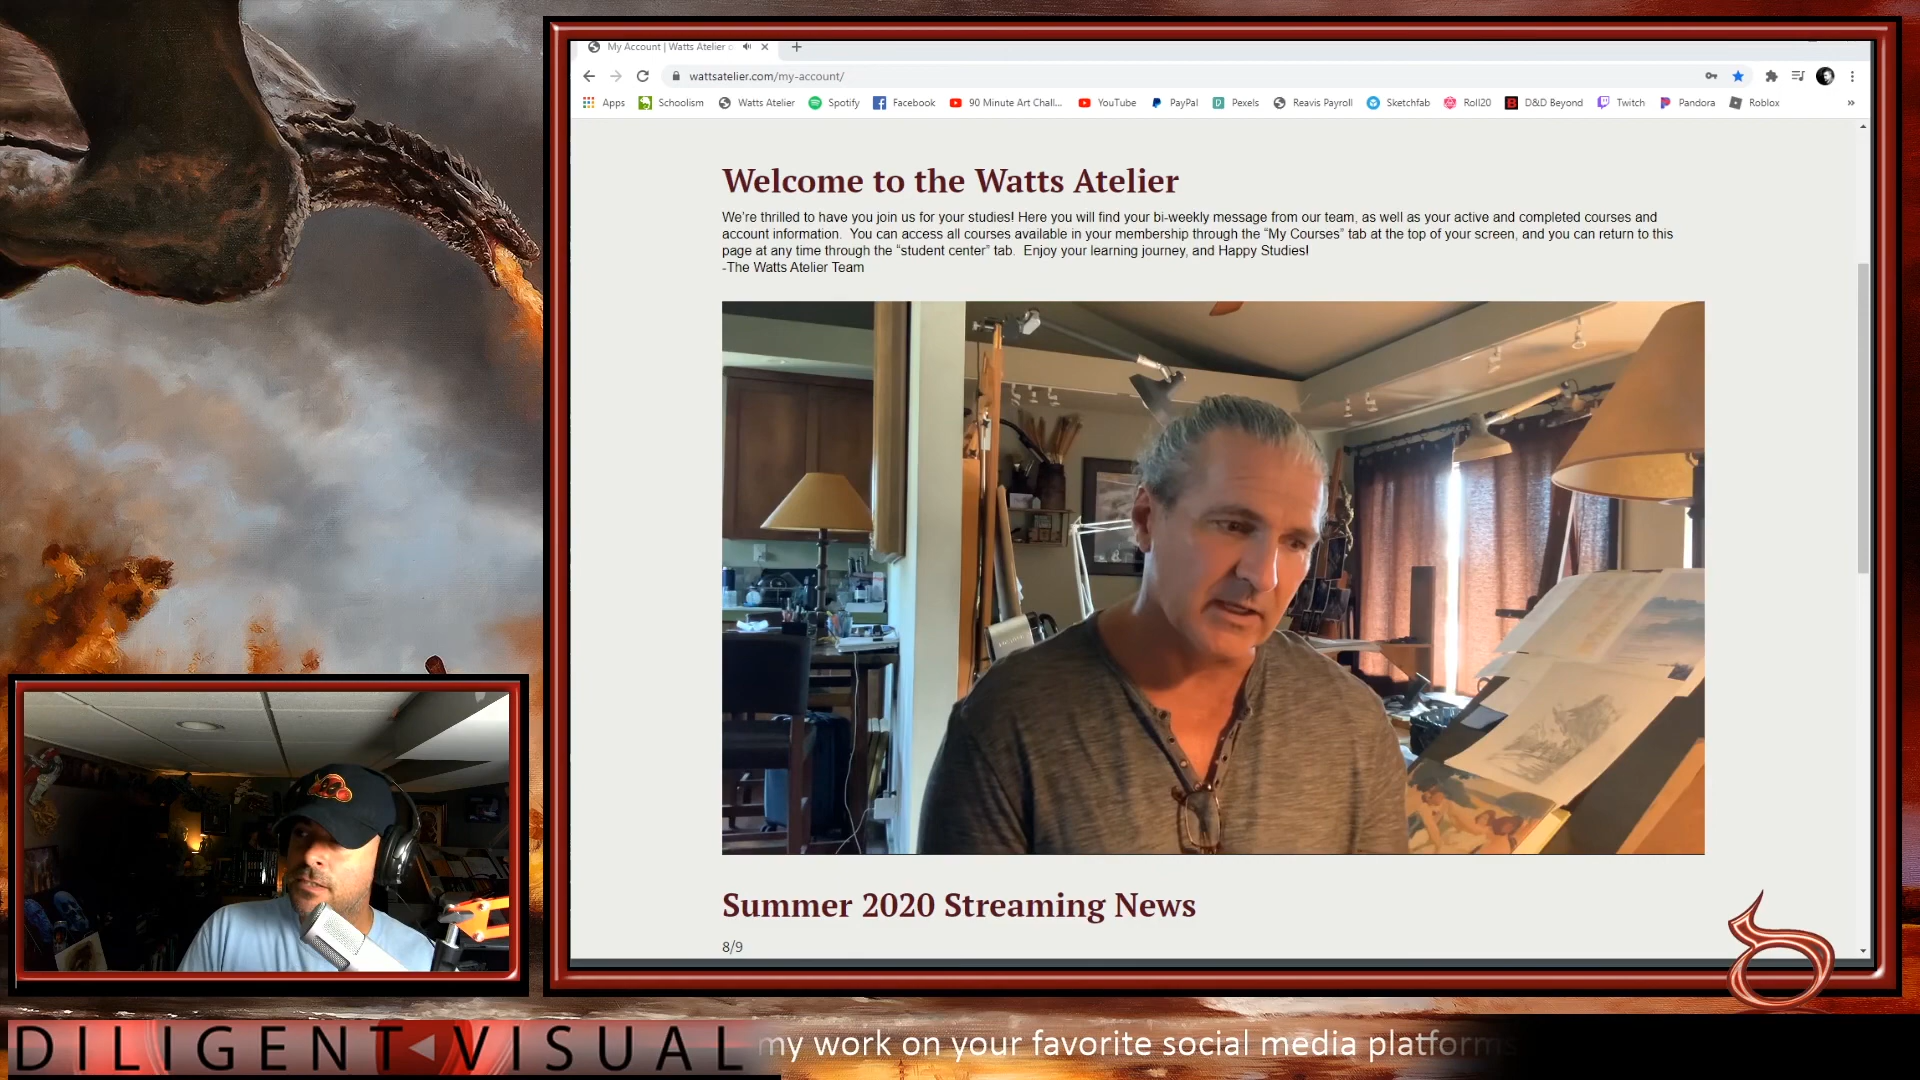 My Account | Watts Atelier
wattsatelier.com/my-account/
Apps Schoolism Watts Atelier Spotify Facebook 90 Minute Art Chall... YouTube PayPal Pexels Reavis Payroll Sketchfab Roll20 D&D Beyond Twitch Pandora Roblox »
Welcome to the Watts Atelier
We're thrilled to have you join us for your studies! Here you will find your bi-weekly message from our team, as well as your active and completed courses and
account information. You can access all courses available in your membership through the “My Courses” tab at the top of your screen, and you can return to this
page at any time through the “student center” tab. Enjoy your learning journey, and Happy Studies!
-The Watts Atelier Team
Summer 2020 Streaming News
8/9
DILIGENT VISUAL
my work on your favorite social media platforms